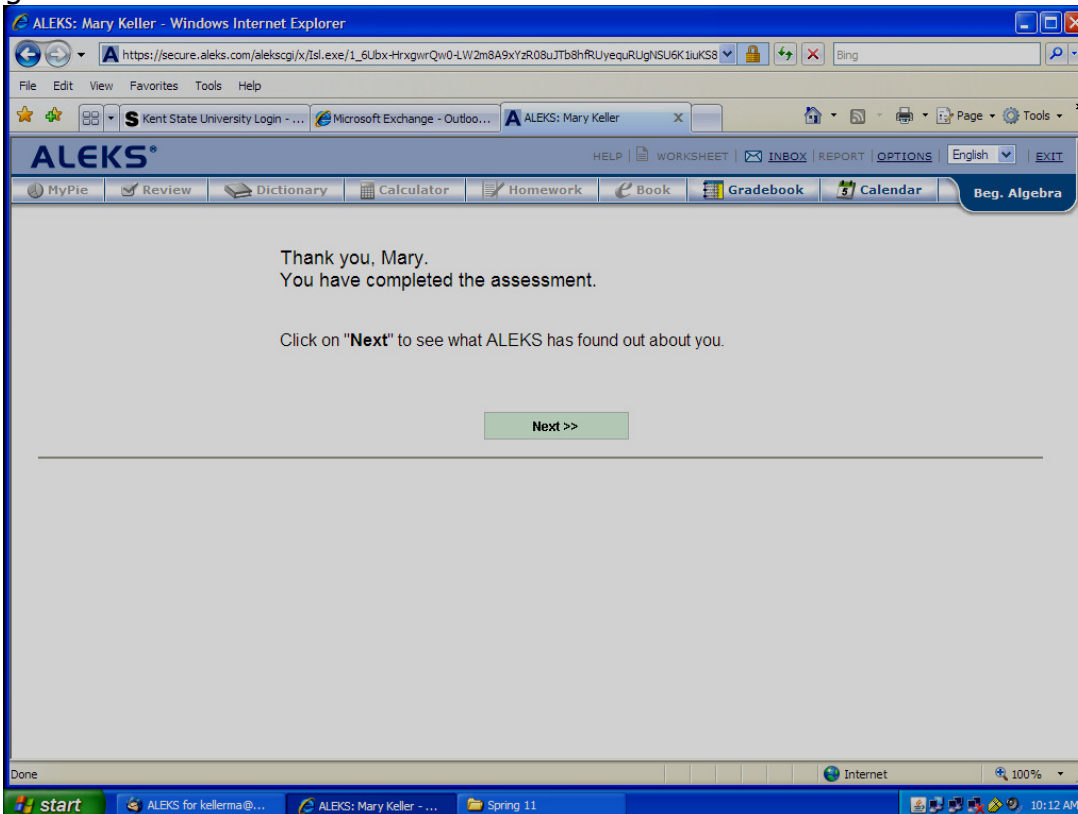 ALEKS: Mary Keller - Windows Internet Explorer
https://secure.aleks.com/alekscgi/x/Isl.exe/1_6Ubx-HrxgwrQw0-LW2m8A9xYzR08uJTb8hfRUyequRUgNSU6K1iuKS8 Bing
File Edit View Favorites Tools Help
Kent State University Login - ... Microsoft Exchange - Outloo... ALEKS: Mary Keller Page Tools
ALEKS HELP | WORKSHEET | INBOX | REPORT | OPTIONS | English | EXIT
MyPie Review Dictionary Calculator Homework eBook Gradebook Calendar Beg. Algebra
Thank you, Mary.
You have completed the assessment.
Click on "Next" to see what ALEKS has found out about you.
Next >>
Done Internet 100%
start ALEKS for kellerma@... ALEKS: Mary Keller - ... Spring 11 10:12 AM